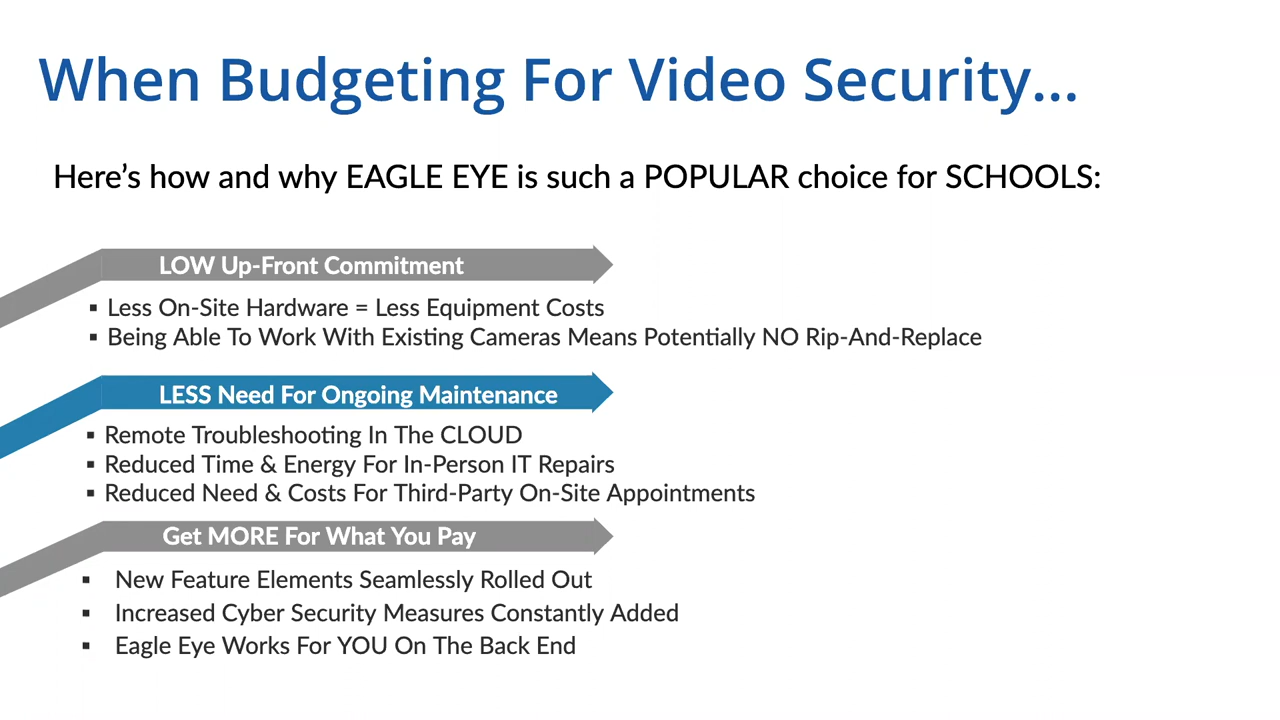 When Budgeting For Video Security...
Here's how and why EAGLE EYE is such a POPULAR choice for SCHOOLS:
LOW Up-Front Commitment
▪ Less On-Site Hardware = Less Equipment Costs
▪ Being Able To Work With Existing Cameras Means Potentially NO Rip-And-Replace
LESS Need For Ongoing Maintenance
▪ Remote Troubleshooting In The CLOUD
▪ Reduced Time & Energy For In-Person IT Repairs
▪ Reduced Need & Costs For Third-Party On-Site Appointments
Get MORE For What You Pay
▪ New Feature Elements Seamlessly Rolled Out
▪ Increased Cyber Security Measures Constantly Added
▪ Eagle Eye Works For YOU On The Back End